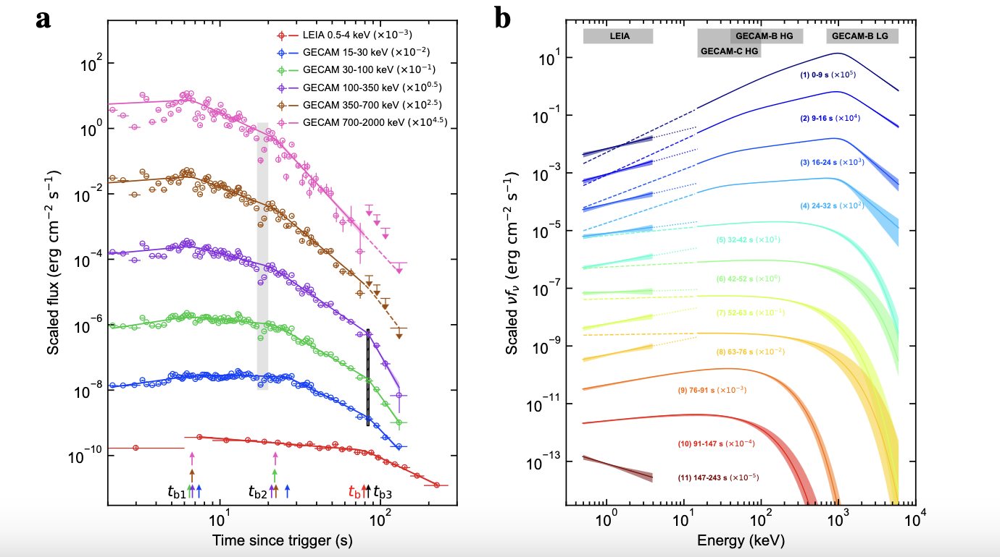 a
LEIA 0.5-4 keV (×10⁻³)
GECAM 15-30 keV (×10⁻²)
GECAM 30-100 keV (×10⁻¹)
GECAM 100-350 keV (×10⁰·⁵)
GECAM 350-700 keV (×10²·⁵)
GECAM 700-2000 keV (×10⁴·⁵)
10²
10⁰
10⁻²
10⁻⁴
10⁻⁶
10⁻⁸
10⁻¹⁰
Scaled flux (erg cm⁻² s⁻¹)
t_b1
t_b2
t_b
t_b3
10¹
10²
Time since trigger (s)
b
LEIA
GECAM-B HG
GECAM-B LG
GECAM-C HG
10¹
10⁻¹
10⁻³
10⁻⁵
10⁻⁷
10⁻⁹
10⁻¹¹
10⁻¹³
Scaled νfᵥ (erg cm⁻² s⁻¹)
(1) 0-9 s (×10⁵)
(2) 9-16 s (×10⁴)
(3) 16-24 s (×10³)
(4) 24-32 s (×10²)
(5) 32-42 s (×10¹)
(6) 42-52 s (×10⁰)
(7) 52-63 s (×10⁻¹)
(8) 63-76 s (×10⁻²)
(9) 76-91 s (×10⁻³)
(10) 91-147 s (×10⁻⁴)
(11) 147-243 s (×10⁻⁵)
10⁰
10¹
10²
10³
10⁴
Energy (keV)